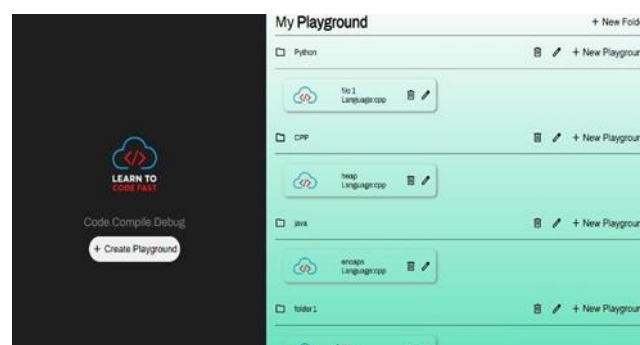 LEARN TO
CODE FAST
Code.Compile.Debug
+ Create Playground
My Playground
+ New Folde
Python
+ New Playgroun
file 1
Language:cpp
CPP
+ New Playgroun
heap
Language:cpp
java
+ New Playgroun
encaps
Language:cpp
folder1
+ New Playgroun